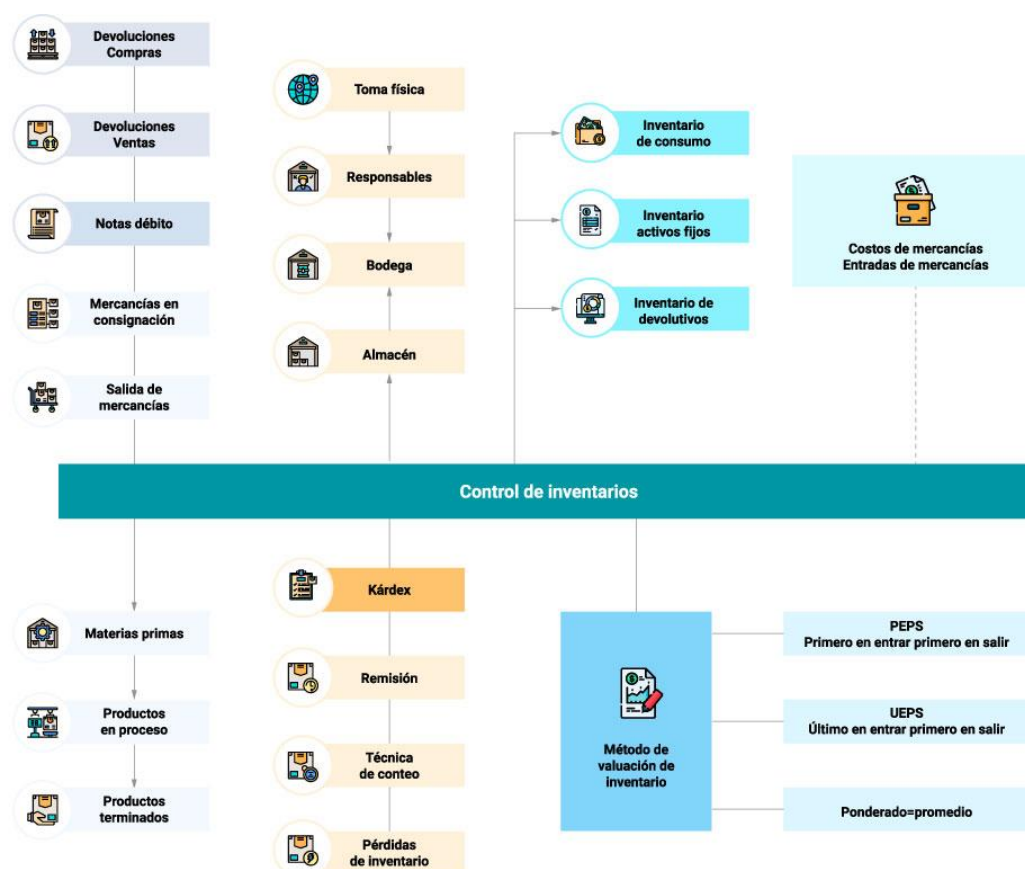 Devoluciones
Compras
Devoluciones
Ventas
Notas débito
Mercancías en
consignación
Salida de
mercancías
Toma física
Responsables
Bodega
Almacén
Inventario
de consumo
Inventario
activos fijos
Inventario de
devolutivos
Costos de mercancías
Entradas de mercancías
Control de inventarios
Materias primas
Productos
en proceso
Productos
terminados
Kárdex
Remisión
Técnica
de conteo
Pérdidas
de inventario
Método de
valuación de
inventario
PEPS
Primero en entrar primero en salir
UEPS
Último en entrar primero en salir
Ponderado=promedio